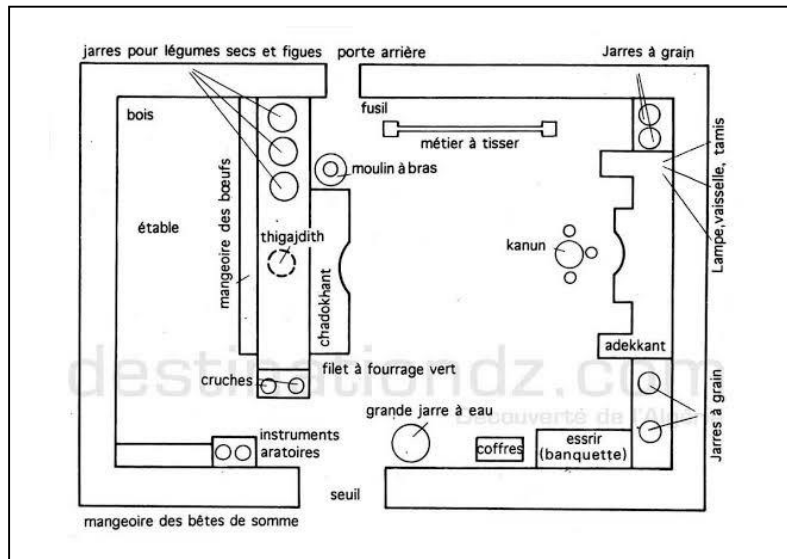 jarres pour légumes secs et figues
porte arrière
Jarres à grain
bois
fusil
métier à tisser
Lampe, vaisselle, tamis
moulin à bras
mangeoire des bœufs
étable
thigajdith
kanun
chadokhant
adekkant
destinationdz.com
filet à fourrage vert
cruches
Découverte de l'Algérie
grande jarre à eau
instruments
aratoires
coffres
essrir
(banquette)
Jarres à grain
seuil
mangeoire des bêtes de somme